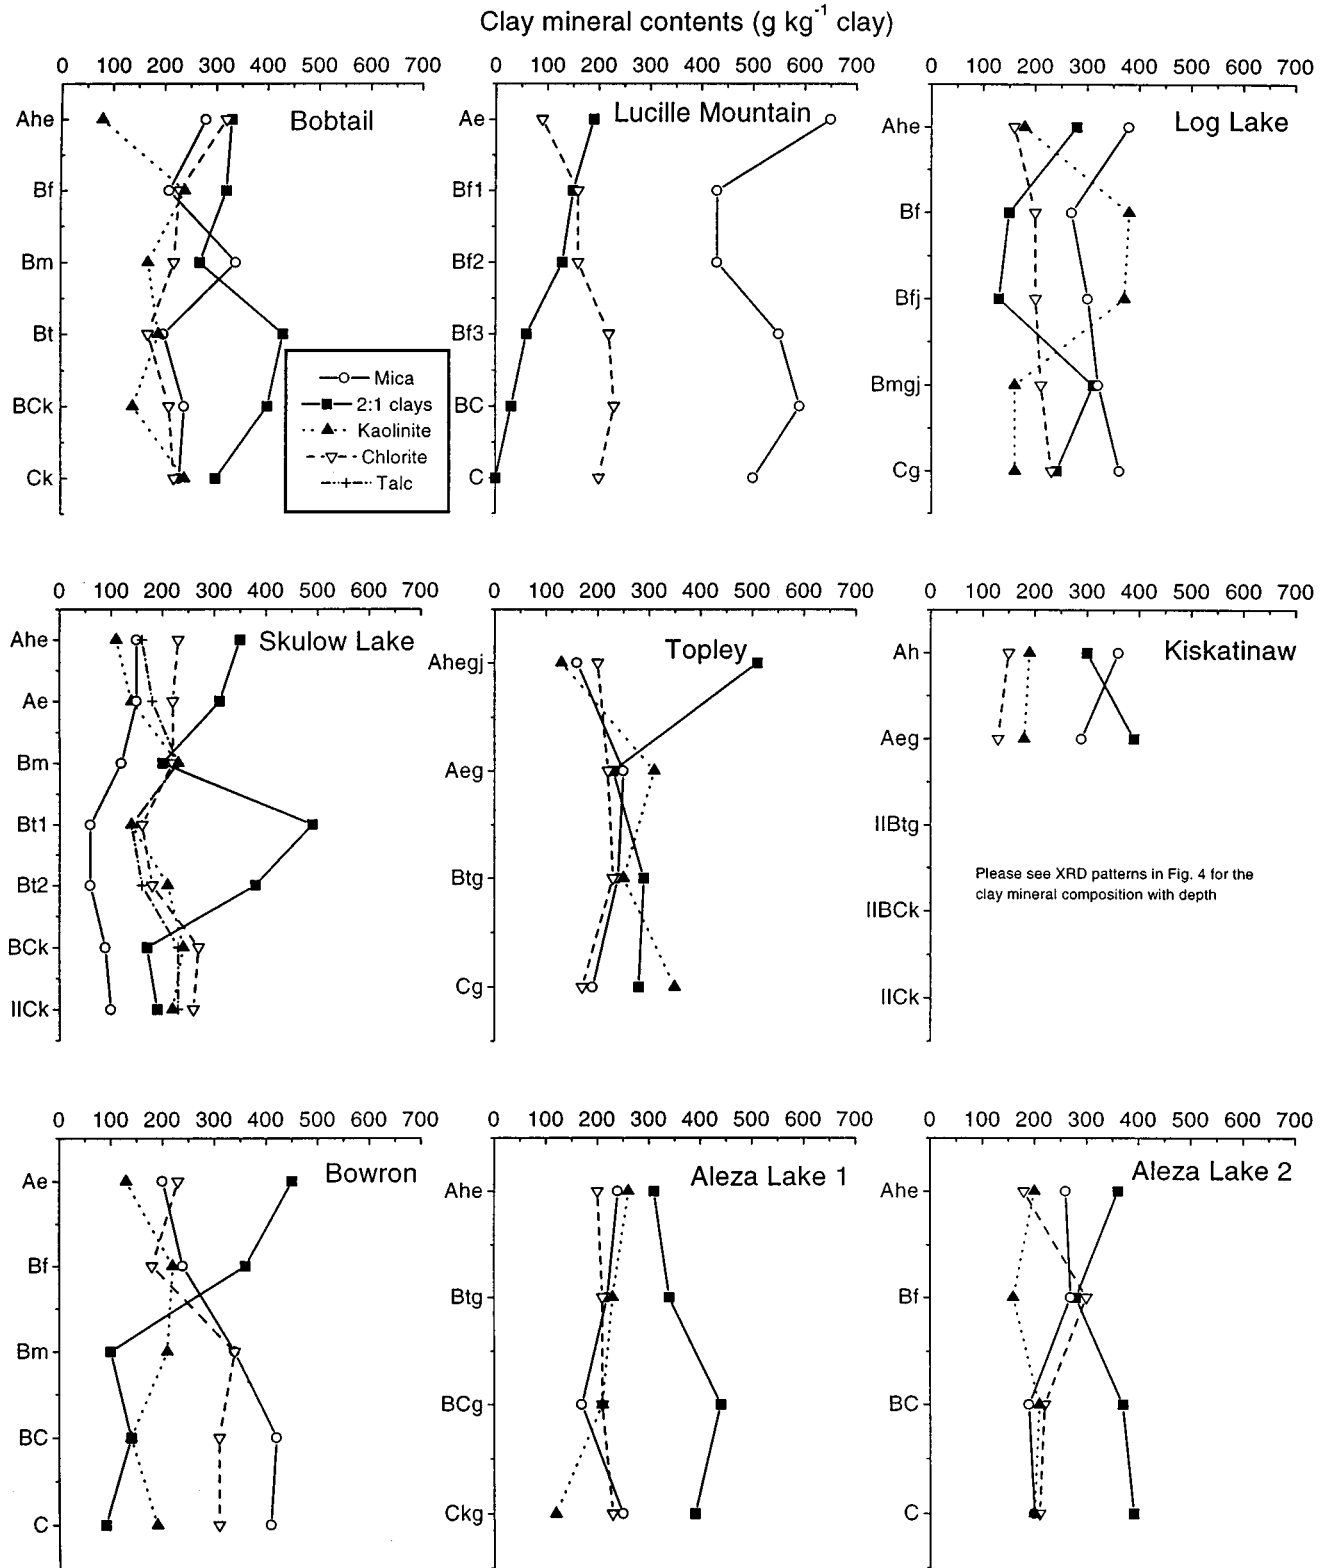 Clay mineral contents (g kg-1 clay)
0 100 200 300 400 500 600 700
Bobtail
Ahe
Bf
Bm
Bt
BCk
Ck
Mica
2:1 clays
Kaolinite
Chlorite
Talc
0 100 200 300 400 500 600 700
Lucille Mountain
Ae
Bf1
Bf2
Bf3
BC
C
0 100 200 300 400 500 600 700
Log Lake
Ahe
Bf
Bfj
Bmgj
Cg
0 100 200 300 400 500 600 700
Skulow Lake
Ahe
Ae
Bm
Bt1
Bt2
BCk
IICk
0 100 200 300 400 500 600 700
Topley
Ahegj
Aeg
Btg
Cg
0 100 200 300 400 500 600 700
Kiskatinaw
Ah
Aeg
IIBtg
IIBCk
IICk
Please see XRD patterns in Fig. 4 for the
clay mineral composition with depth
0 100 200 300 400 500 600 700
Bowron
Ae
Bf
Bm
BC
C
0 100 200 300 400 500 600 700
Aleza Lake 1
Ahe
Btg
BCg
Ckg
0 100 200 300 400 500 600 700
Aleza Lake 2
Ahe
Bf
BC
C